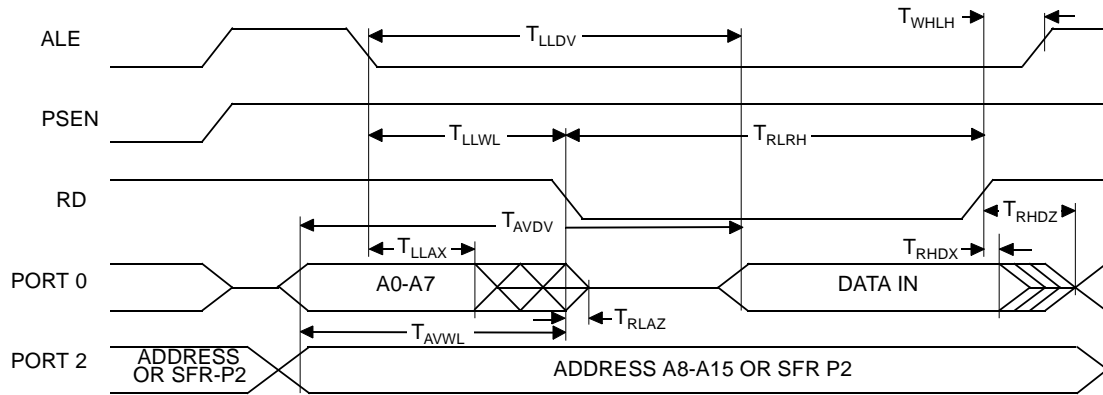 ALE
T_LLDV
T_WHLH
PSEN
T_LLWL
T_RLRH
RD
T_AVDV
T_RHDZ
T_LLAX
T_RHDX
PORT 0
A0-A7
DATA IN
T_RLAZ
T_AVWL
PORT 2
ADDRESS
OR SFR-P2
ADDRESS A8-A15 OR SFR P2